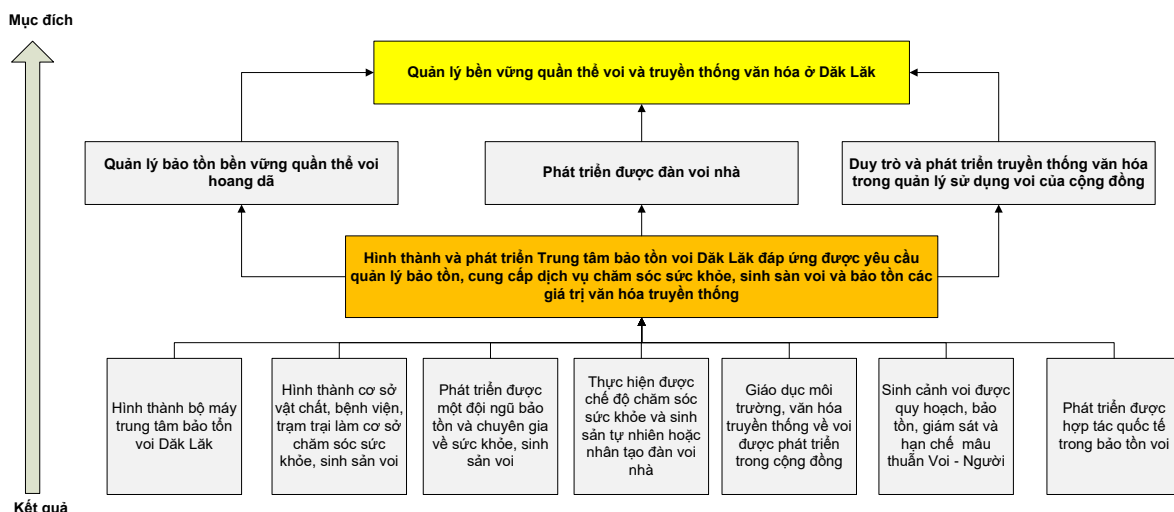 Mục đích
Quản lý bền vững quần thể voi và truyền thống văn hóa ở Dăk Lăk
Quản lý bảo tồn bền vững quần thể voi
hoang dã
Phát triển được đàn voi nhà
Duy trò và phát triển truyền thống văn hóa
trong quản lý sử dụng voi của cộng đồng
Hình thành và phát triển Trung tâm bảo tồn voi Dăk Lăk đáp ứng được yêu cầu
quản lý bảo tồn, cung cấp dịch vụ chăm sóc sức khỏe, sinh sàn voi và bảo tồn các
giá trị văn hóa truyền thống
Hình thành bộ máy
trung tâm bảo tồn
voi Dăk Lăk
Hình thành cơ sở
vật chất, bệnh viện,
trạm trại làm cơ sở
chăm sóc sức
khỏe, sinh sản voi
Phát triển được
một đội ngũ bảo
tồn và chuyên gia
về sức khỏe, sinh
sản voi
Thực hiện được
chế độ chăm sóc
sức khỏe và sinh
sản tự nhiên hoặc
nhân tạo đàn voi
nhà
Giáo dục môi
trường, văn hóa
truyền thống về voi
được phát triển
trong cộng đồng
Sinh cảnh voi được
quy hoạch, bảo
tồn, giám sát và
hạn chế mâu
thuẫn Voi - Người
Phát triển được
hợp tác quốc tế
trong bảo tồn voi
Kết quả